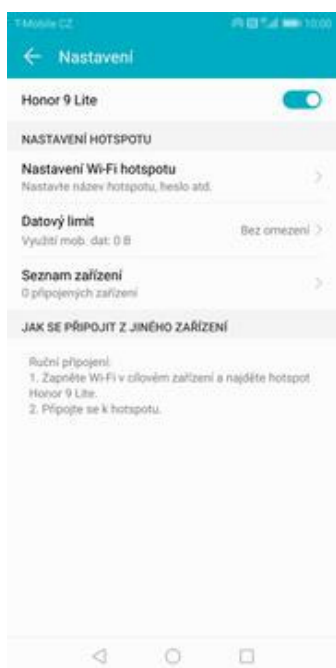 T-Mobile CZ 10:00
Nastavení
Honor 9 Lite
NASTAVENÍ HOTSPOTU
Nastavení Wi-Fi hotspotu
Nastavte název hotspotu, heslo atd.
Datový limit
Využití mob. dat: 0 B
Bez omezení
Seznam zařízení
0 připojených zařízení
JAK SE PŘIPOJIT Z JINÉHO ZAŘÍZENÍ
Ruční připojení:
1. Zapněte Wi-Fi v cílovém zařízení a najděte hotspot
Honor 9 Lite.
2. Připojte se k hotspotu.